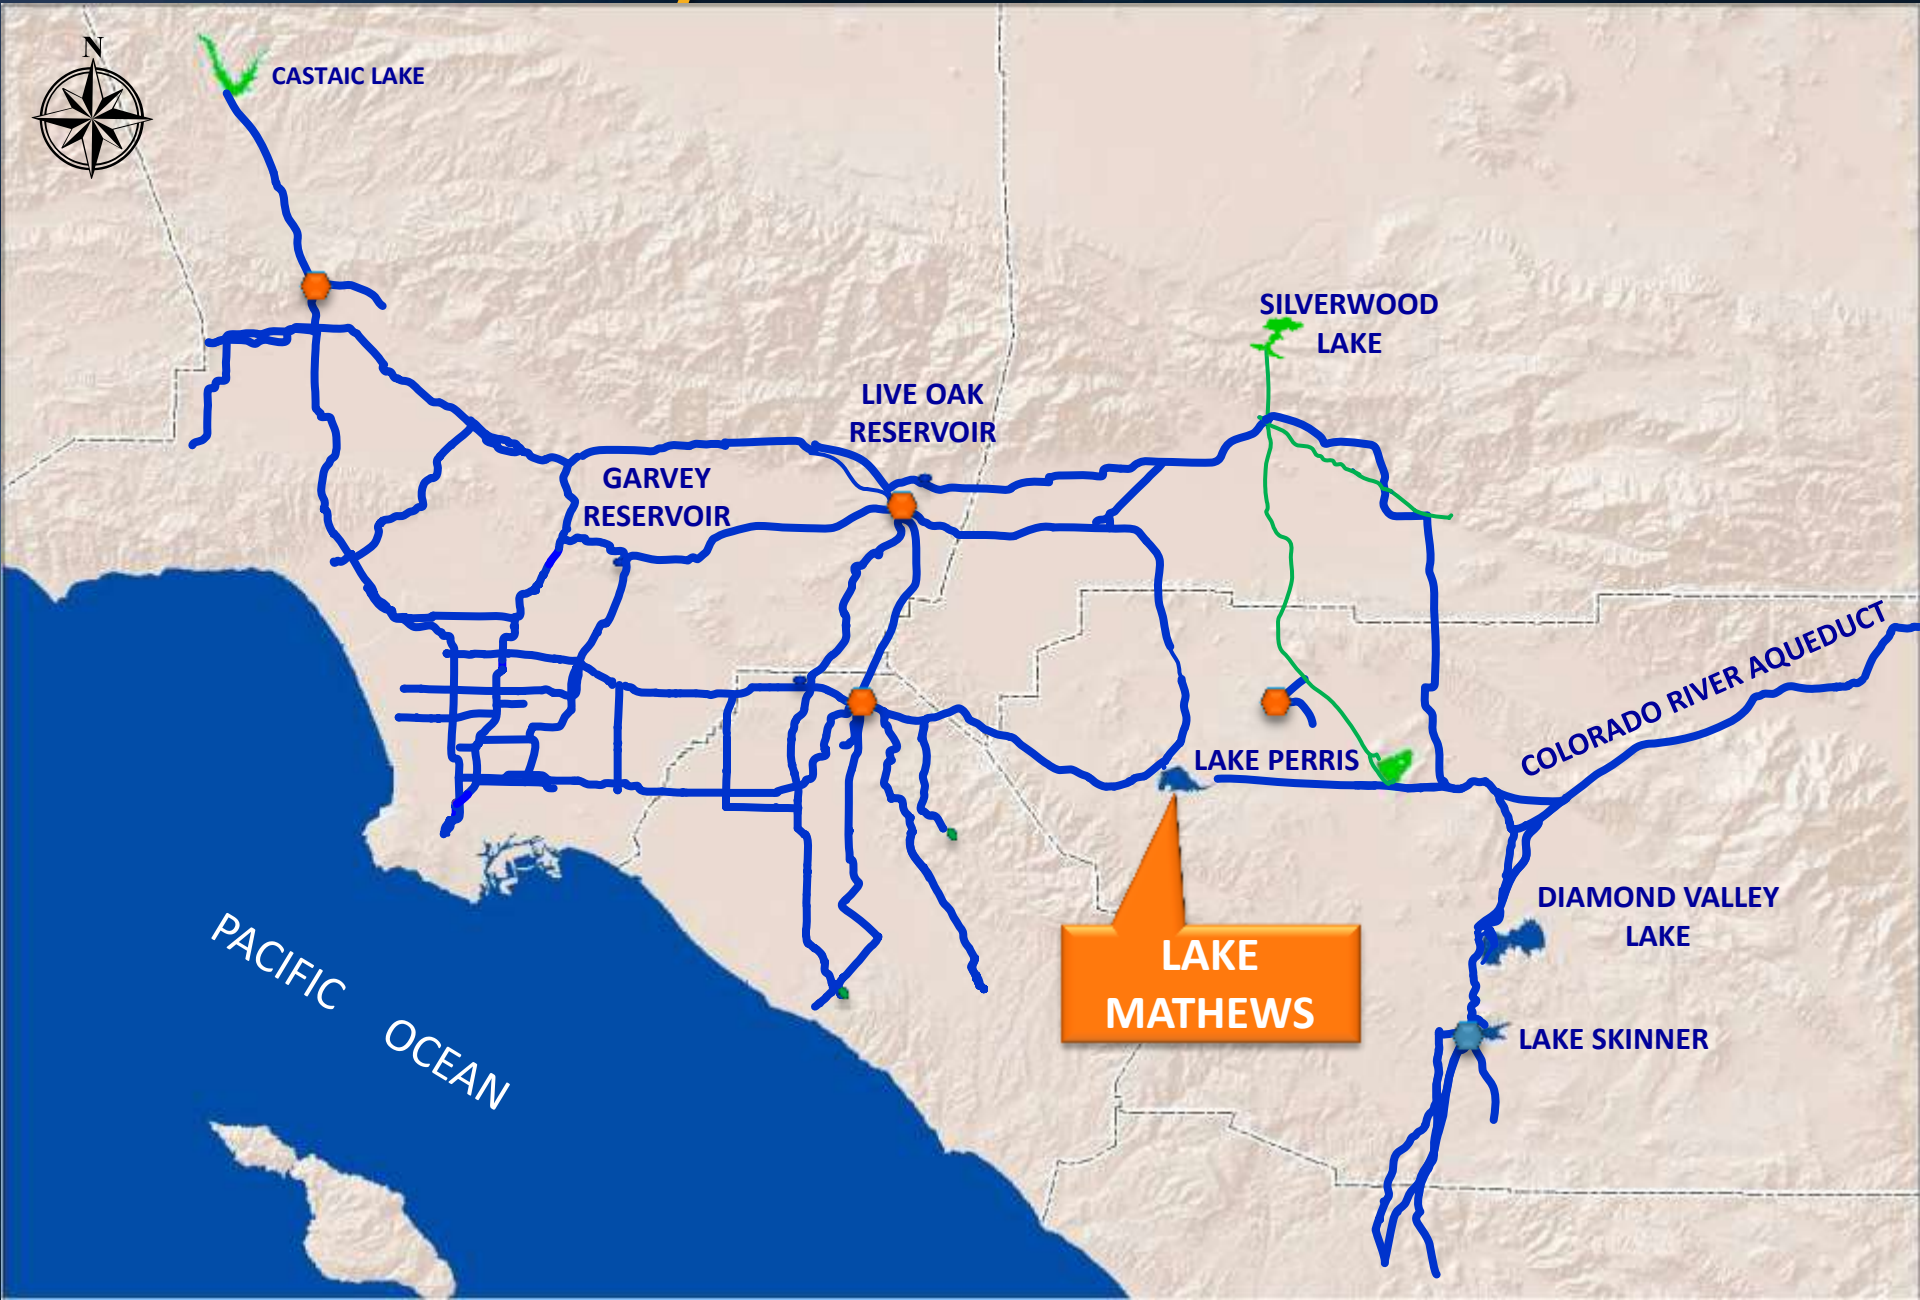 N
CASTAIC LAKE
SILVERWOOD
LAKE
LIVE OAK
RESERVOIR
GARVEY
RESERVOIR
COLORADO RIVER AQUEDUCT
LAKE PERRIS
DIAMOND VALLEY
LAKE
LAKE
MATHEWS
PACIFIC
OCEAN
LAKE SKINNER